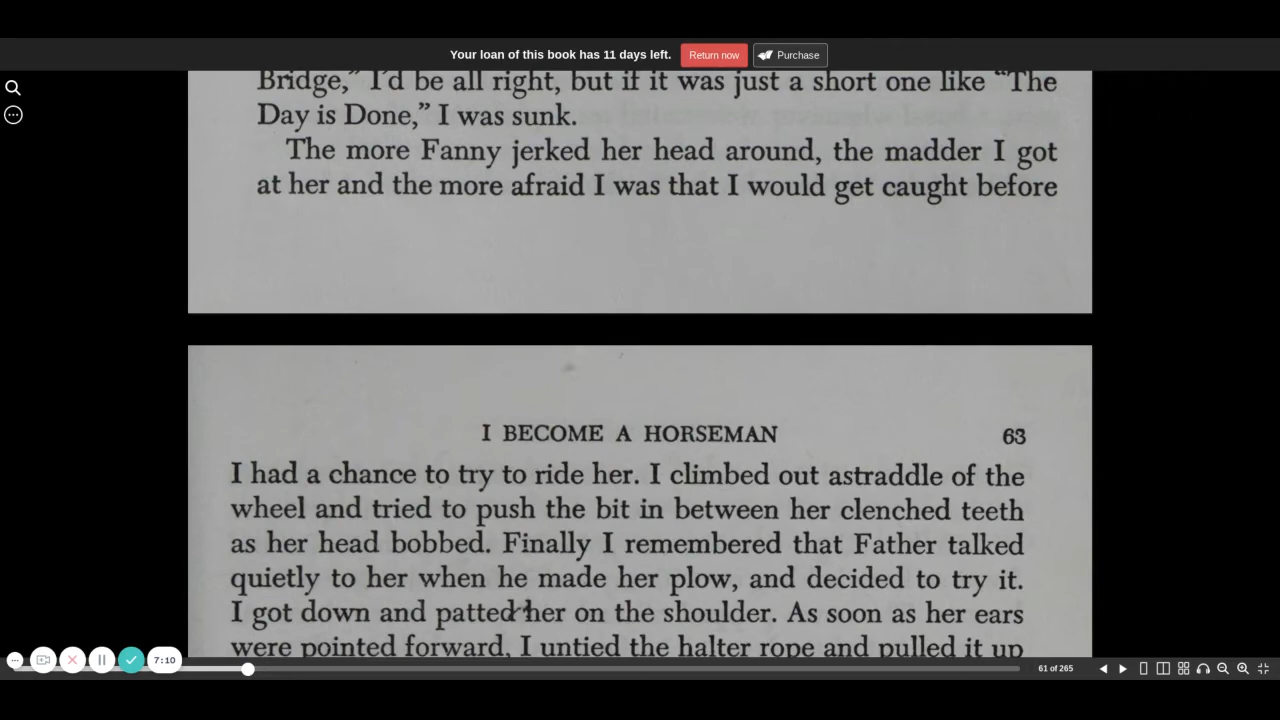 Your loan of this book has 11 days left. Return now Purchase
Bridge,” I’d be all right, but if it was just a short one like “The
Day is Done,” I was sunk.
The more Fanny jerked her head around, the madder I got
at her and the more afraid I was that I would get caught before
I BECOME A HORSEMAN 63
I had a chance to try to ride her. I climbed out astraddle of the
wheel and tried to push the bit in between her clenched teeth
as her head bobbed. Finally I remembered that Father talked
quietly to her when he made her plow, and decided to try it.
I got down and patted her on the shoulder. As soon as her ears
were pointed forward, I untied the halter rope and pulled it up
7:10
61 of 265